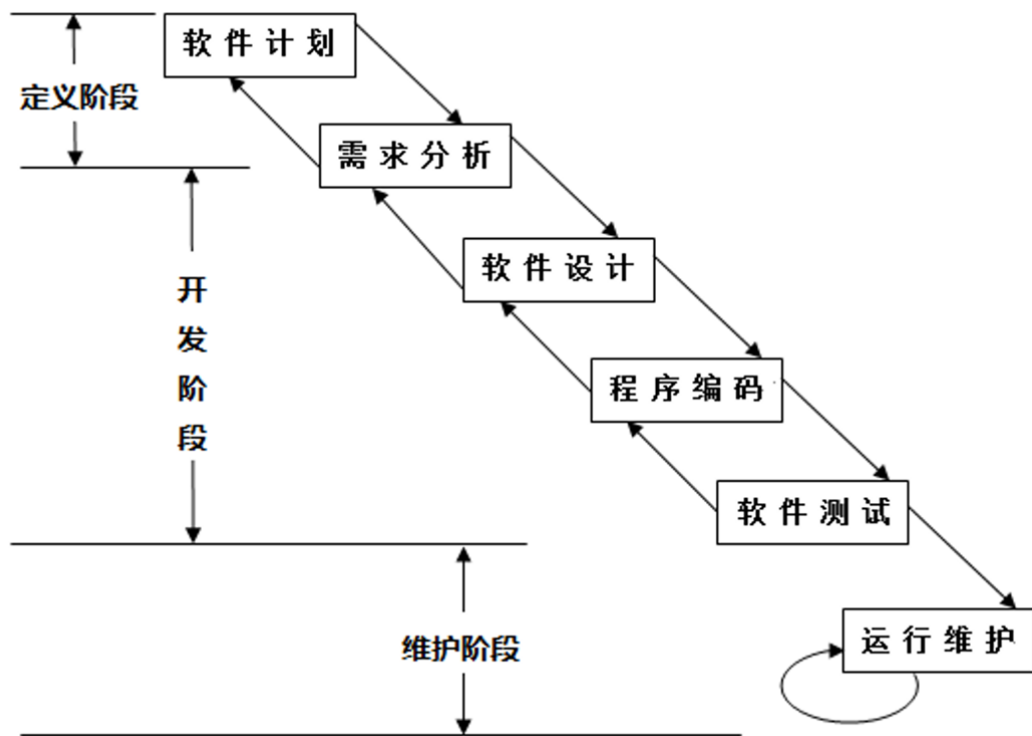 软件计划
定义阶段
需求分析
软件设计
开
发
阶
段
程序编码
软件测试
运行维护
维护阶段